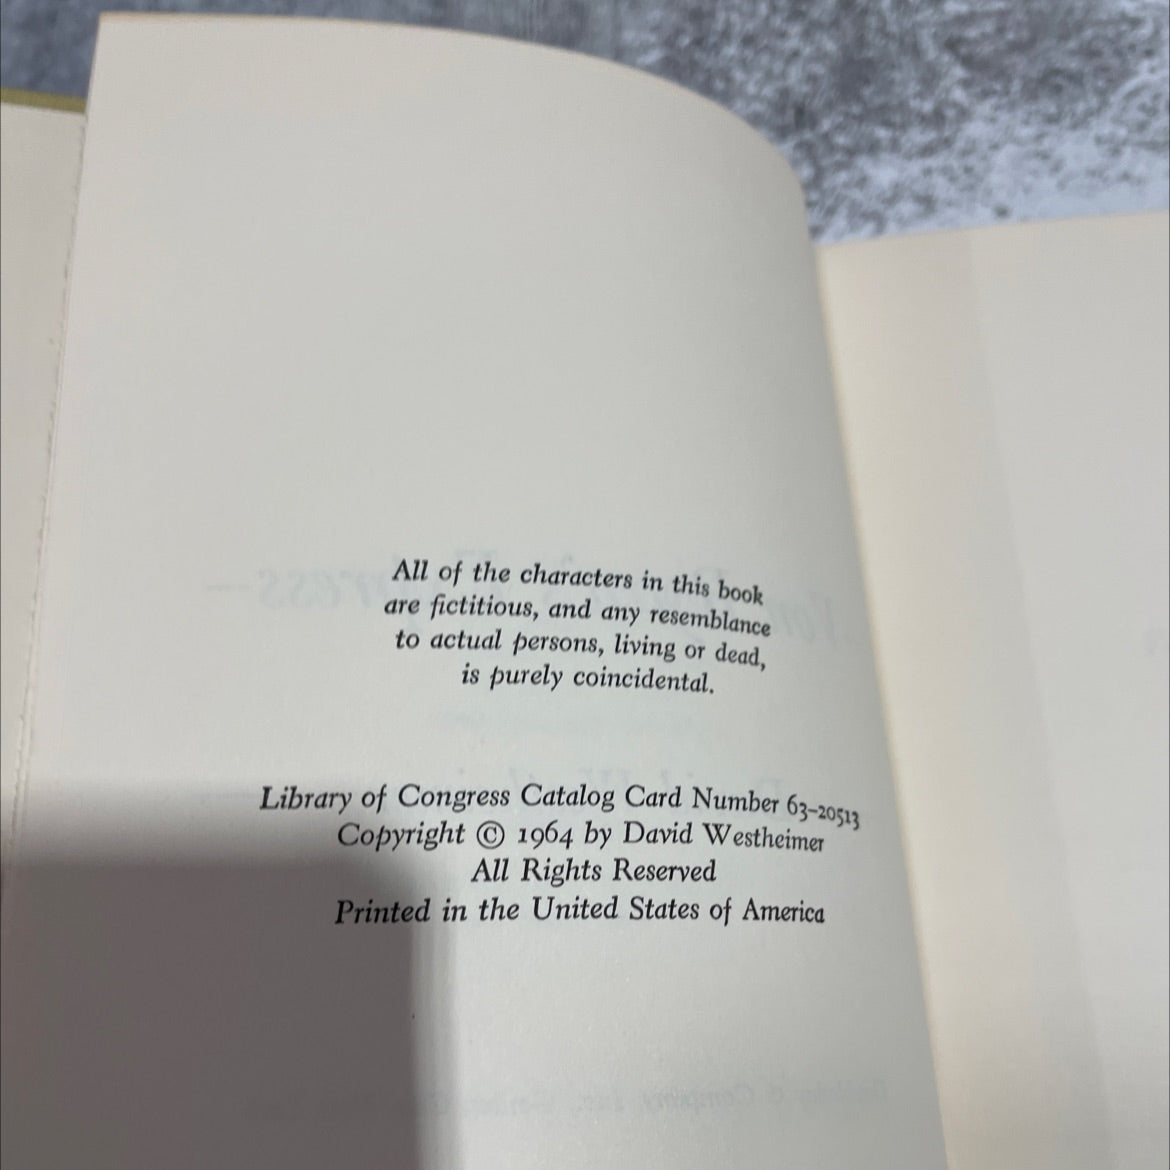 All of the characters in this book
are fictitious, and any resemblance
to actual persons, living or dead,
is purely coincidental.
Library of Congress Catalog Card Number 63-20513
Copyright © 1964 by David Westheimer
All Rights Reserved
Printed in the United States of America